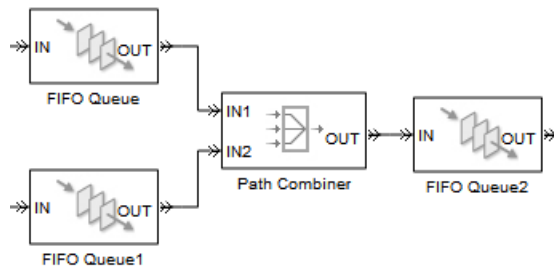 IN OUT
FIFO Queue
IN1
IN2
OUT
Path Combiner
IN OUT
FIFO Queue2
IN OUT
FIFO Queue1